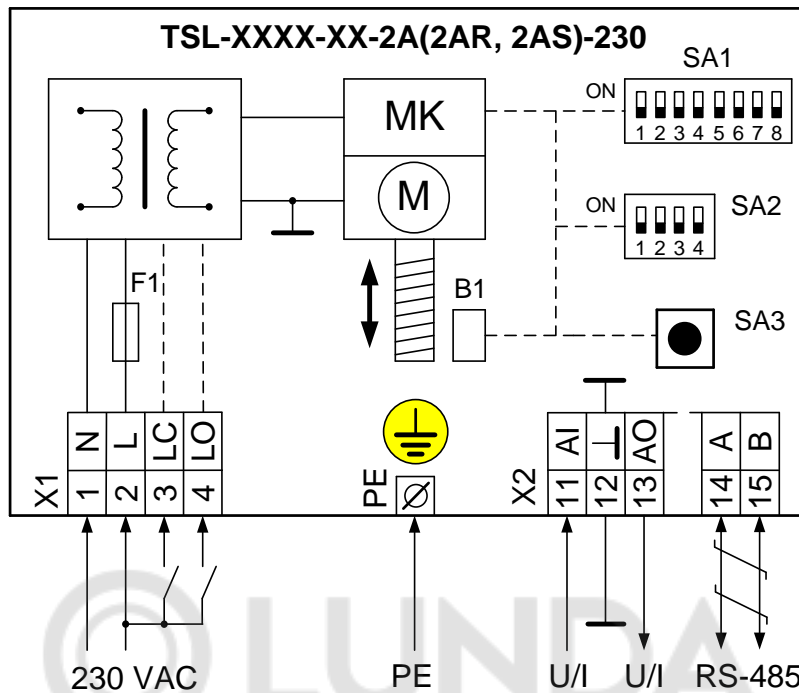 TSL-XXXX-XX-2A(2AR, 2AS)-230
SA1
ON
1 2 3 4 5 6 7 8
MK
M
SA2
ON
1 2 3 4
F1
B1
SA3
X1
N L LC LO
1 2 3 4
PE
X2
AI AO A B
11 12 13 14 15
230 VAC
PE
U/I
U/I
RS-485
LUNDA